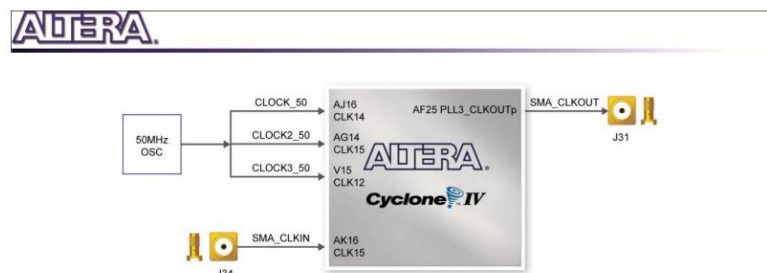 ALTERA.
CLOCK_50
AJ16
CLK14
AF25 PLL3_CLKOUTp
SMA_CLKOUT
J31
50MHz
OSC
CLOCK2_50
AG14
CLK15
CLOCK3_50
V15
CLK12
ALTERA.
Cyclone IV
SMA_CLKIN
AK16
CLK15